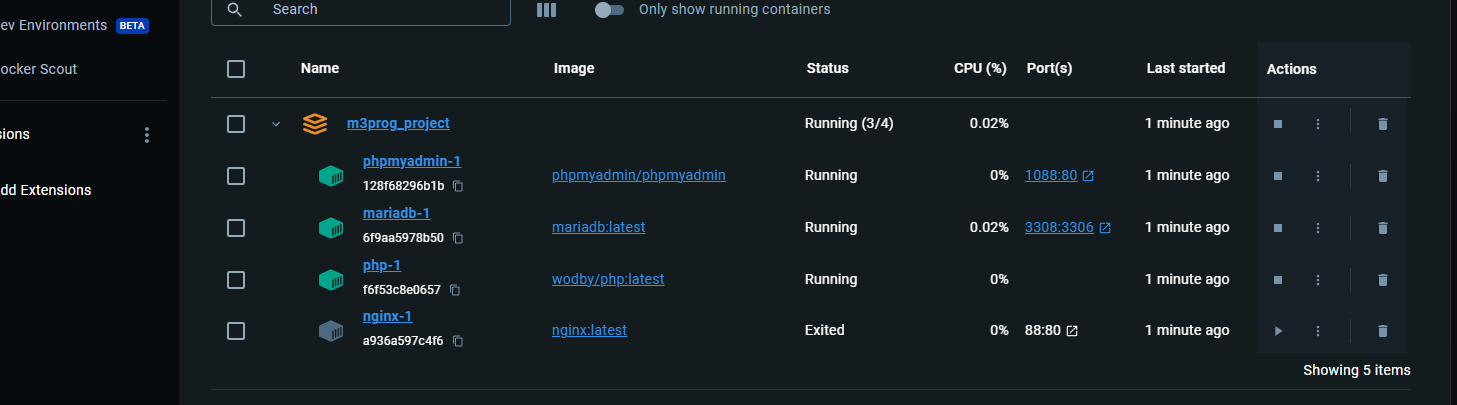 Search
Only show running containers
ev Environments BETA
ocker Scout
sions
dd Extensions
Name Image Status CPU (%) Port(s) Last started Actions
m3prog_project Running (3/4) 0.02% 1 minute ago
phpmyadmin-1
128f68296b1b
phpmyadmin/phpmyadmin Running 0% 1088:80 1 minute ago
mariadb-1
6f9aa5978b50
mariadb:latest Running 0.02% 3308:3306 1 minute ago
php-1
f6f53c8e0657
wodby/php:latest Running 0% 1 minute ago
nginx-1
a936a597c4f6
nginx:latest Exited 0% 88:80 1 minute ago
Showing 5 items